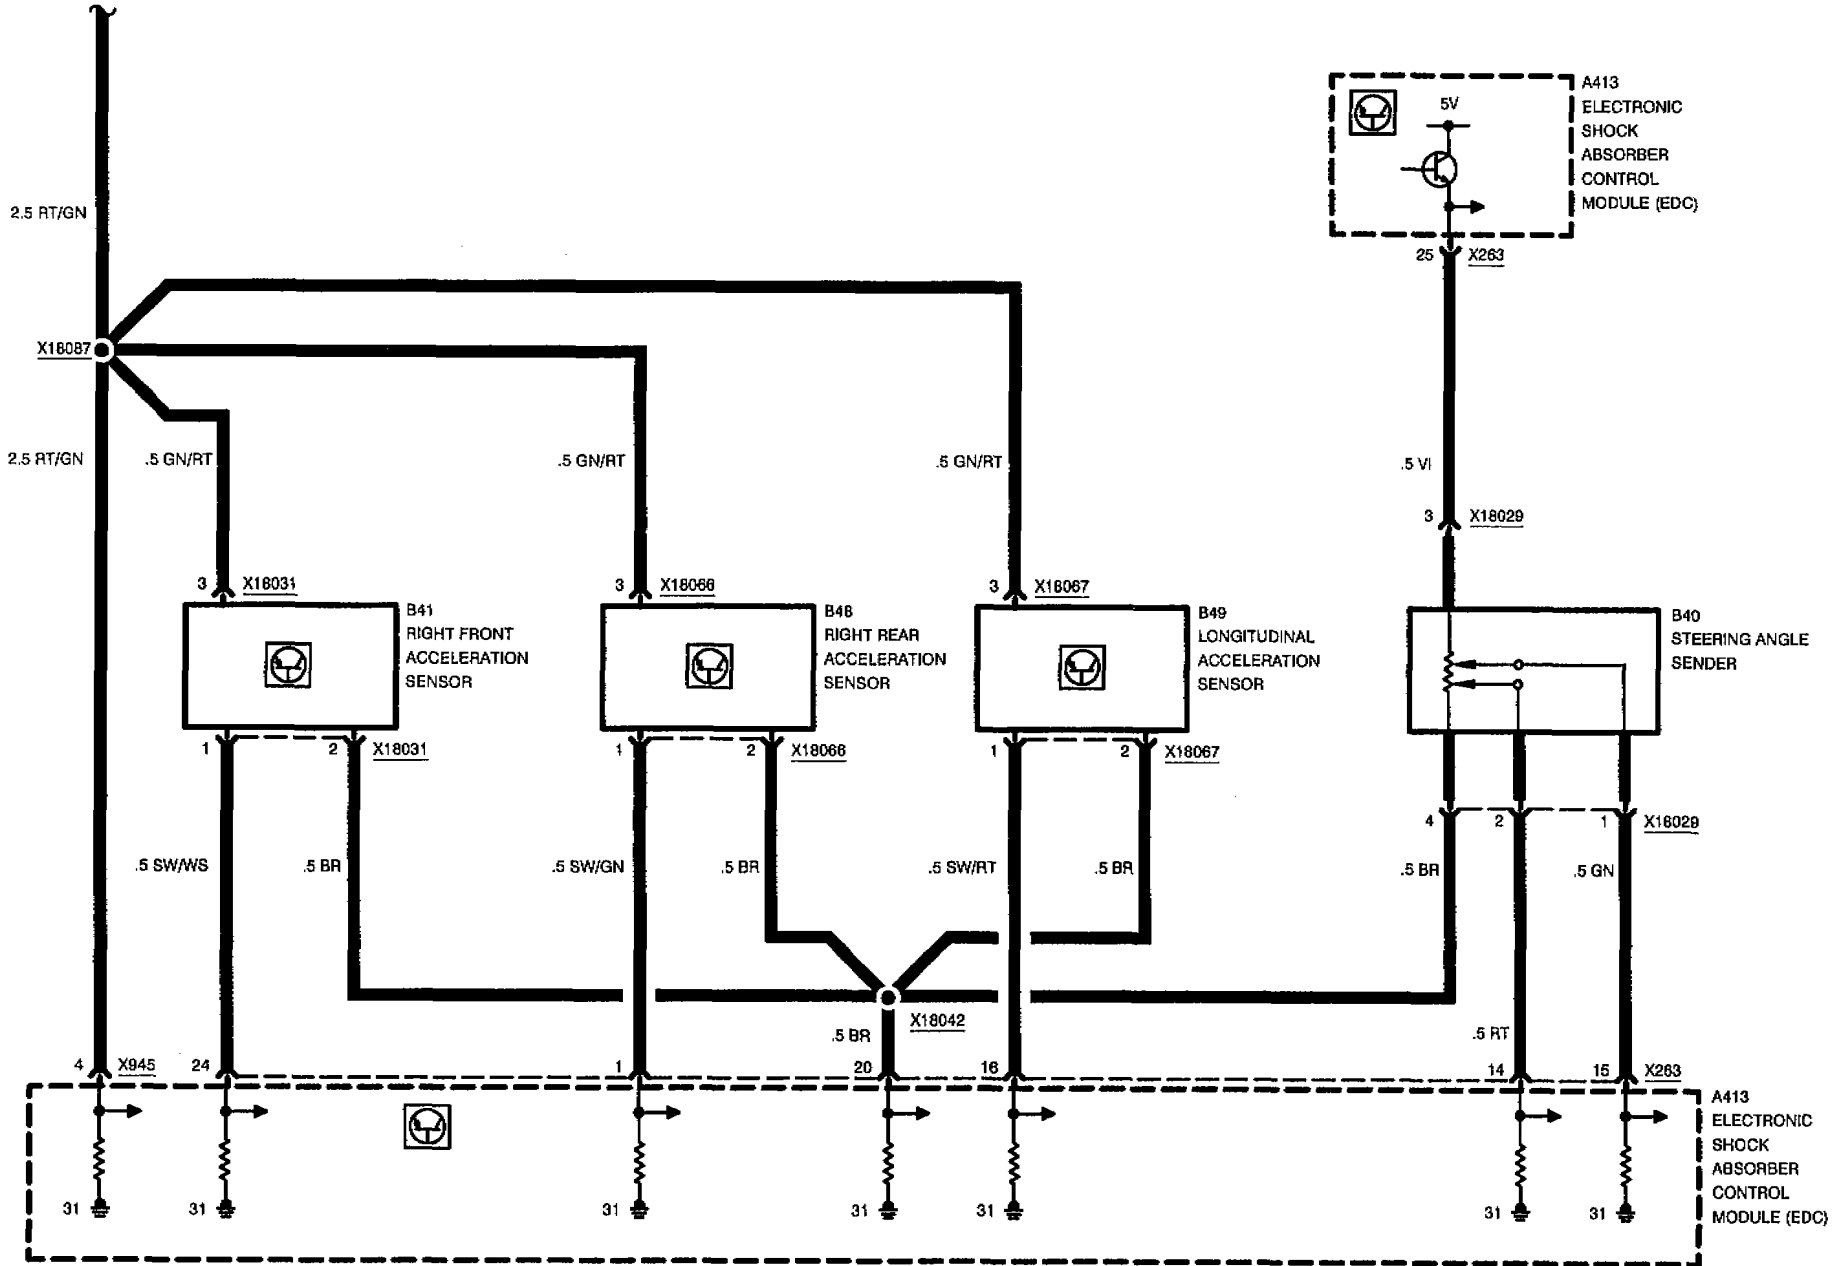 A413
ELECTRONIC
SHOCK
ABSORBER
CONTROL
MODULE (EDC)
5V
25 X263
2.5 RT/GN
X18087
2.5 RT/GN
.5 GN/RT
.5 GN/RT
.5 GN/RT
.5 VI
3 X18029
3 X18031
3 X18066
3 X18067
B41
RIGHT FRONT
ACCELERATION
SENSOR
B48
RIGHT REAR
ACCELERATION
SENSOR
B49
LONGITUDINAL
ACCELERATION
SENSOR
B40
STEERING ANGLE
SENDER
1 2 X18031
1 2 X18066
1 2 X18067
4 2 1 X18029
.5 SW/WS
.5 BR
.5 SW/GN
.5 BR
.5 SW/RT
.5 BR
.5 BR
.5 GN
X18042
.5 BR
.5 RT
4 X945 24 1 20 16 14 15 X263
A413
ELECTRONIC
SHOCK
ABSORBER
CONTROL
MODULE (EDC)
31 31 31 31 31 31 31